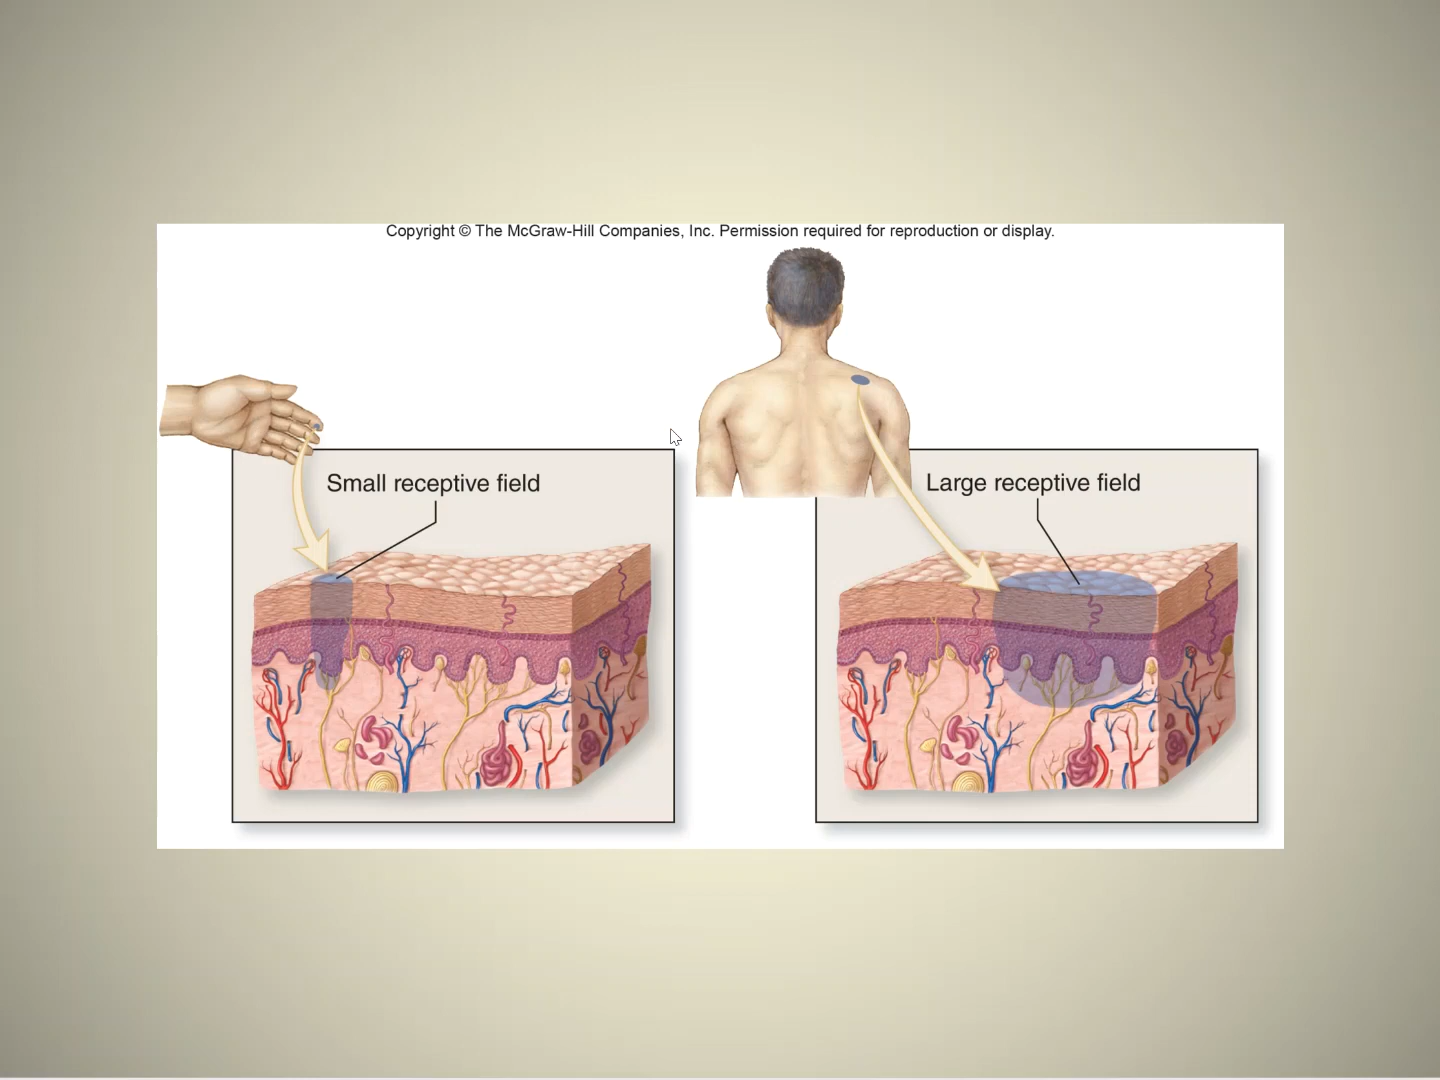 Copyright © The McGraw-Hill Companies, Inc. Permission required for reproduction or display.
Small receptive field
Large receptive field